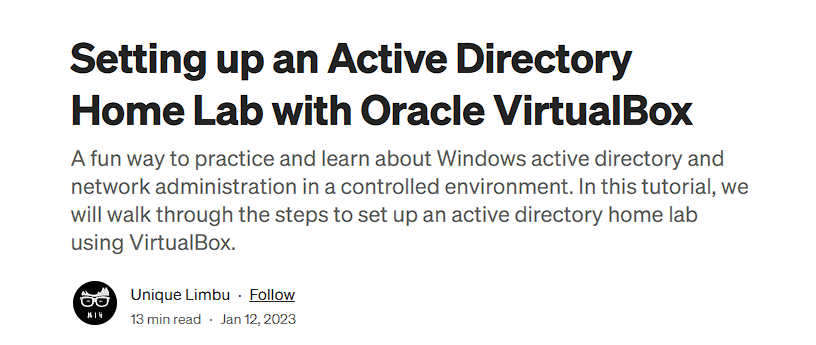 Setting up an Active Directory
Home Lab with Oracle VirtualBox
A fun way to practice and learn about Windows active directory and
network administration in a controlled environment. In this tutorial, we
will walk through the steps to set up an active directory home lab
using VirtualBox.
Unique Limbu · Follow
13 min read · Jan 12, 2023